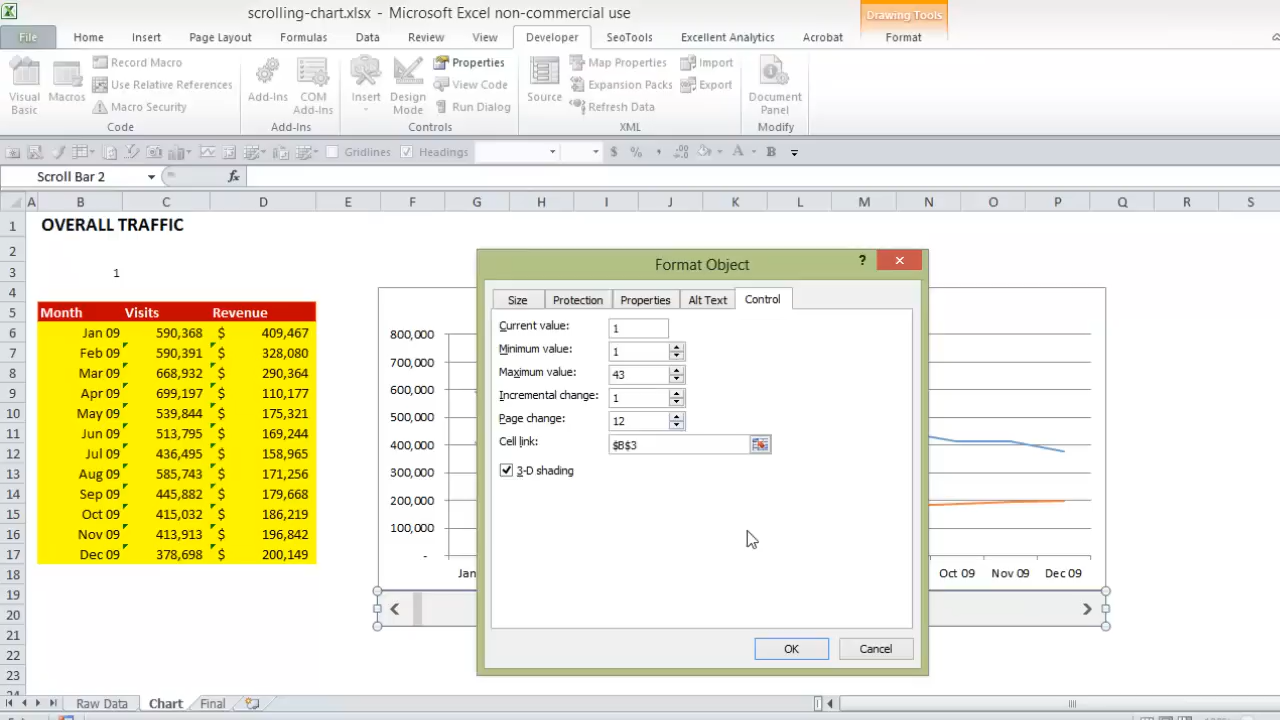 scrolling-chart.xlsx - Microsoft Excel non-commercial use
Drawing Tools
File Home Insert Page Layout Formulas Data Review View Developer SeoTools Excellent Analytics Acrobat Format
Visual Basic
Macros
Record Macro
Use Relative References
Macro Security
Code
Add-Ins
COM Add-Ins
Add-Ins
Insert
Design Mode
Properties
View Code
Run Dialog
Controls
Source
Map Properties
Expansion Packs
Refresh Data
Import
Export
XML
Document Panel
Modify
Gridlines Headings $ % , A B
Scroll Bar 2 fx
A B C D E F G H I J K L M N O P Q R S
1 OVERALL TRAFFIC
2
3 1
4
5 Month Visits Revenue
6 Jan 09 590,368 $ 409,467
7 Feb 09 590,391 $ 328,080
8 Mar 09 668,932 $ 290,364
9 Apr 09 699,197 $ 110,177
10 May 09 539,844 $ 175,321
11 Jun 09 513,795 $ 169,244
12 Jul 09 436,495 $ 158,965
13 Aug 09 585,743 $ 171,256
14 Sep 09 445,882 $ 179,668
15 Oct 09 415,032 $ 186,219
16 Nov 09 413,913 $ 196,842
17 Dec 09 378,698 $ 200,149
18
19
20
21
22
23
800,000
700,000
600,000
500,000
400,000
300,000
200,000
100,000
-
Jan
Oct 09 Nov 09 Dec 09
Format Object ?
Size Protection Properties Alt Text Control
Current value: 1
Minimum value: 1
Maximum value: 43
Incremental change: 1
Page change: 12
Cell link: $B$3
3-D shading
OK Cancel
Raw Data Chart Final